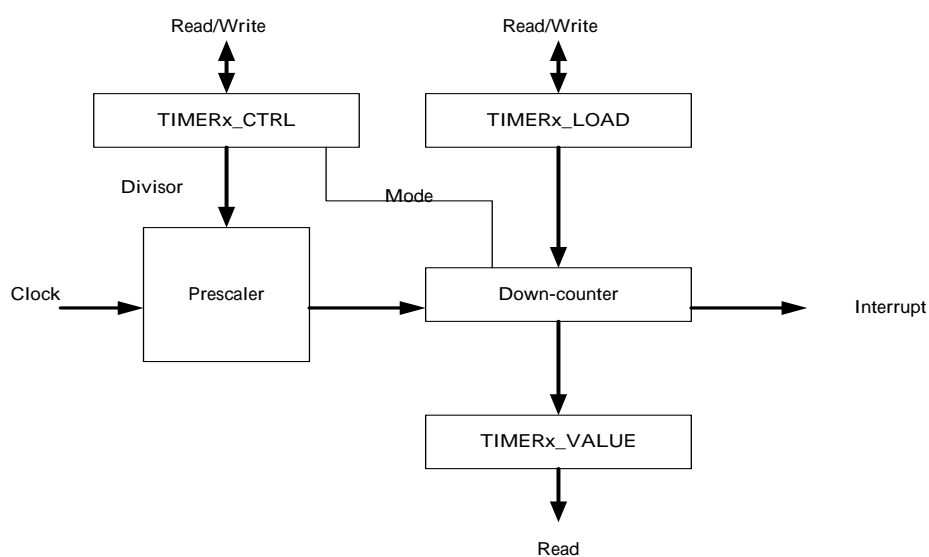 Read/Write
Read/Write
TIMERx_CTRL
TIMERx_LOAD
Divisor
Mode
Clock
Prescaler
Down-counter
Interrupt
TIMERx_VALUE
Read